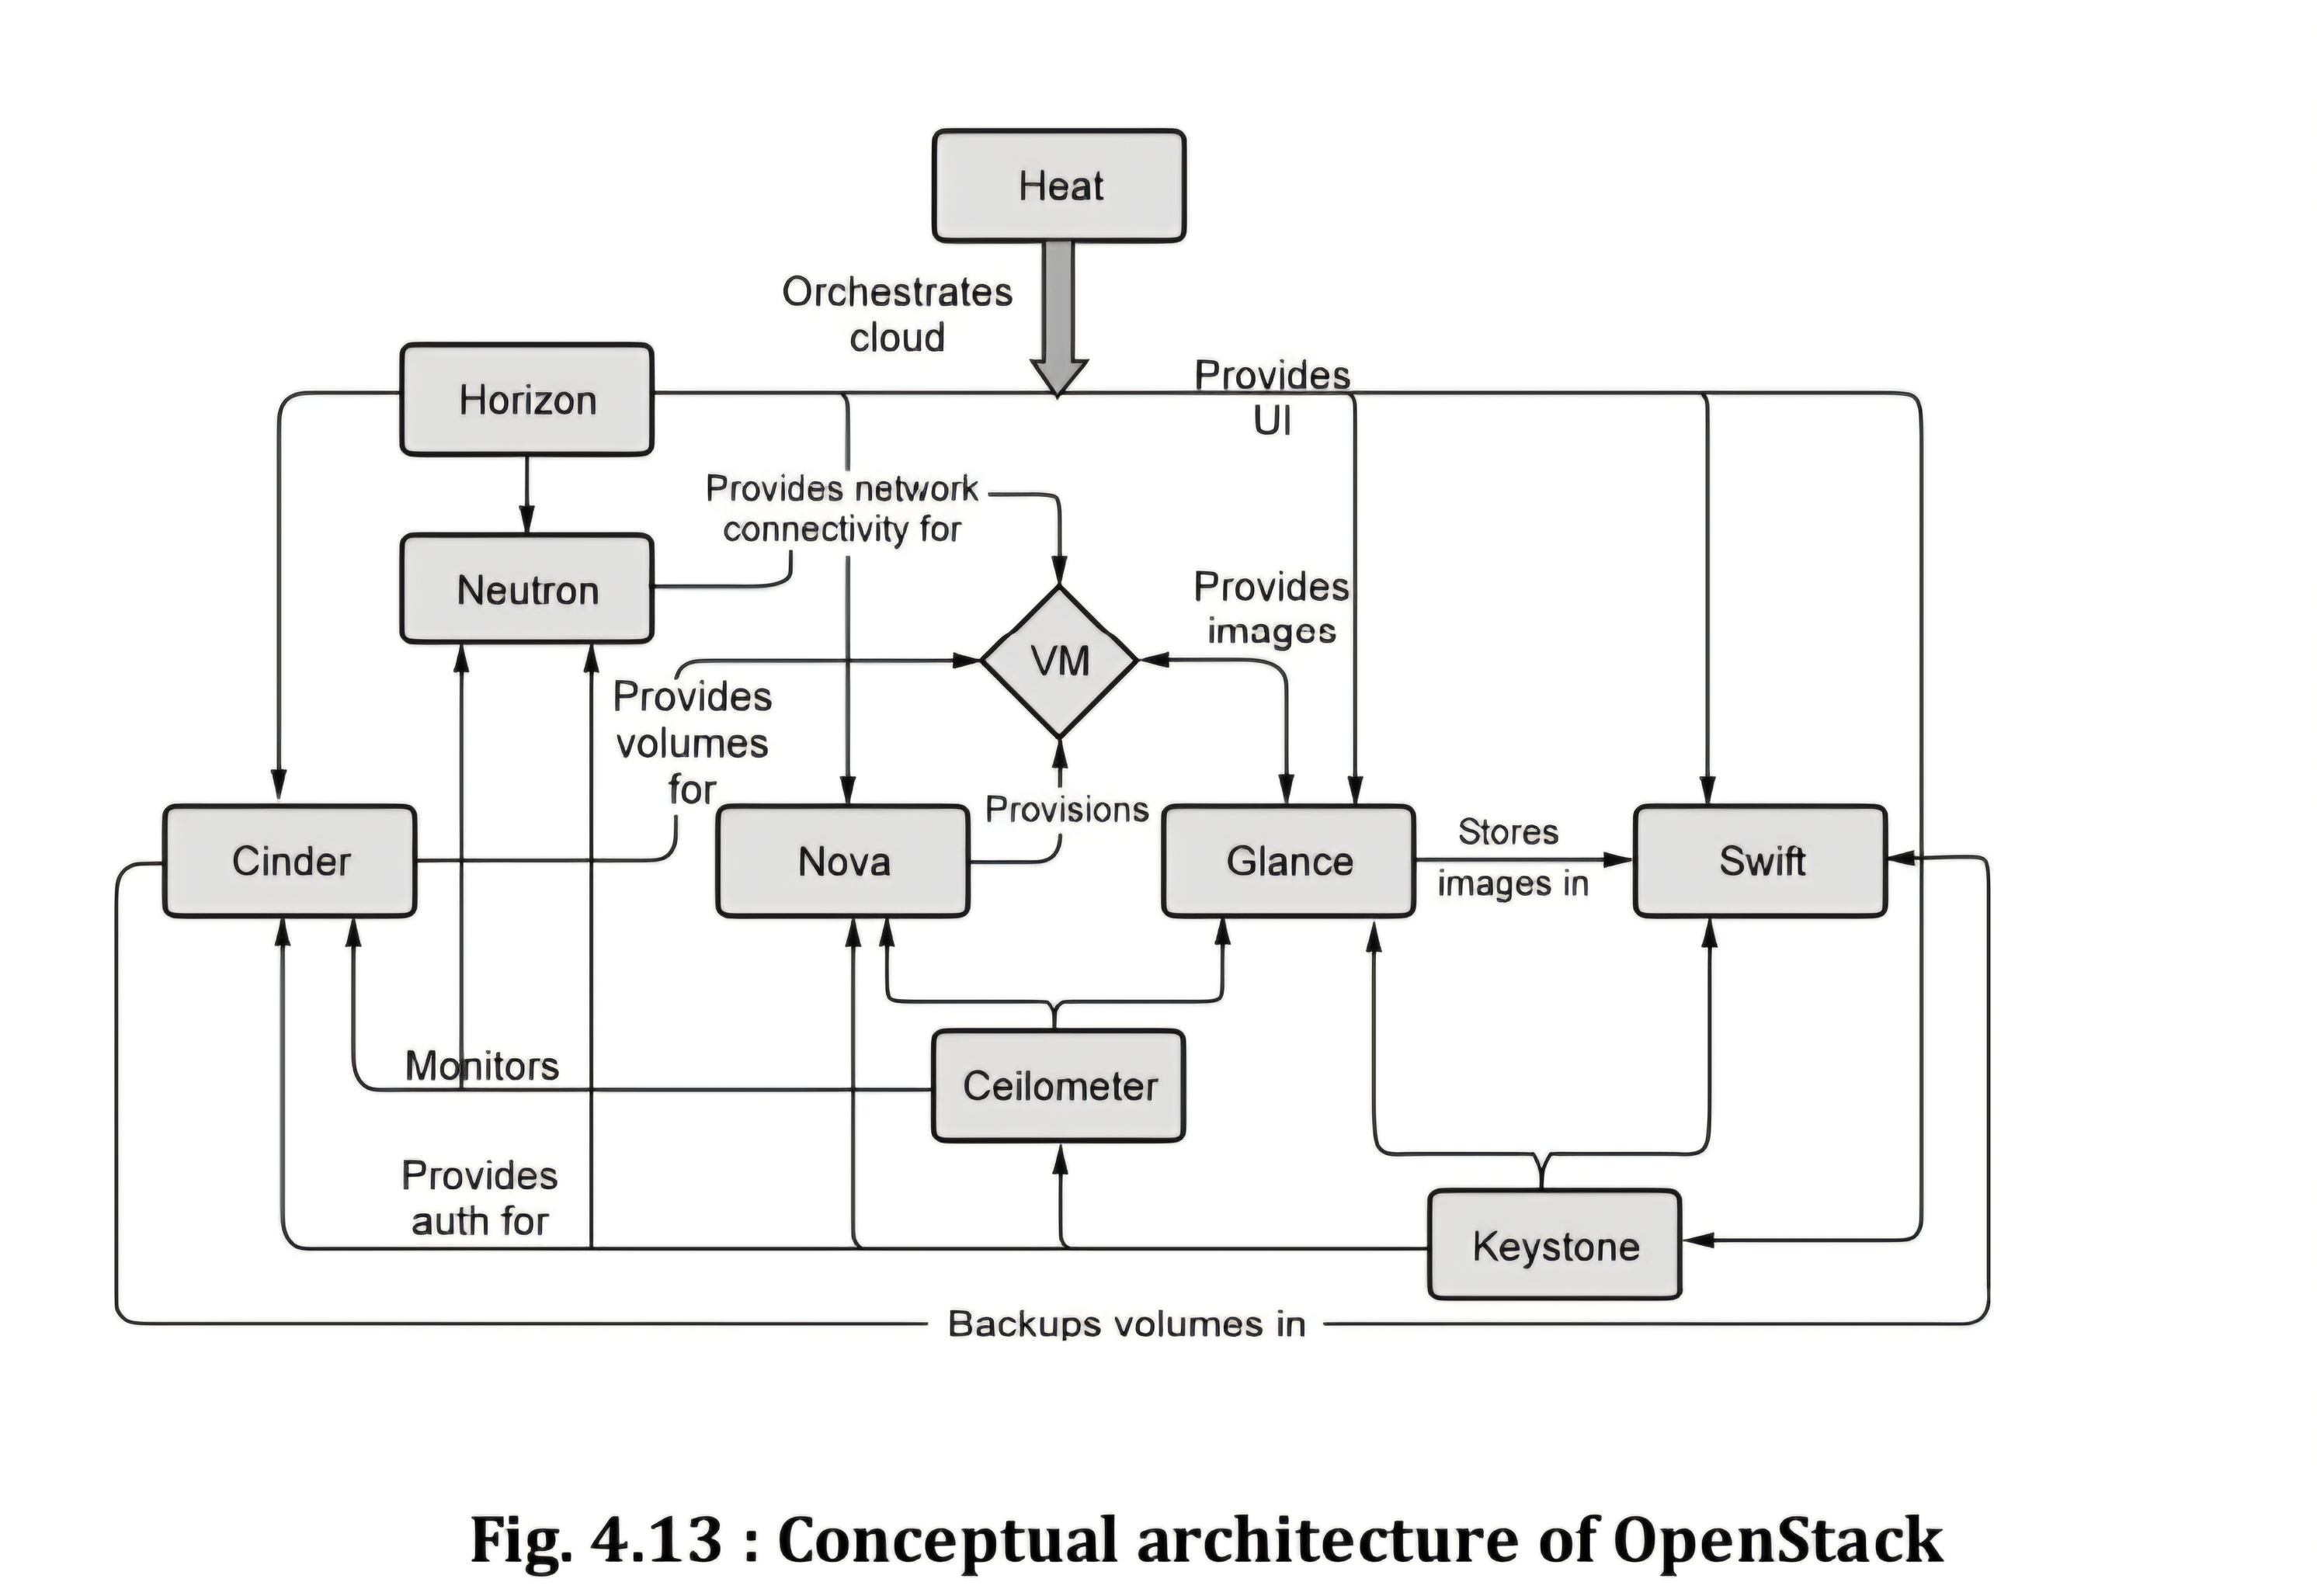 Heat
Orchestrates
cloud
Provides
UI
Horizon
Provides network
connectivity for
Neutron
Provides
images
VM
Provides
volumes
for
Provisions
Cinder
Nova
Glance
Stores
images in
Swift
Monitors
Ceilometer
Provides
auth for
Keystone
Backups volumes in
Fig. 4.13 : Conceptual architecture of OpenStack